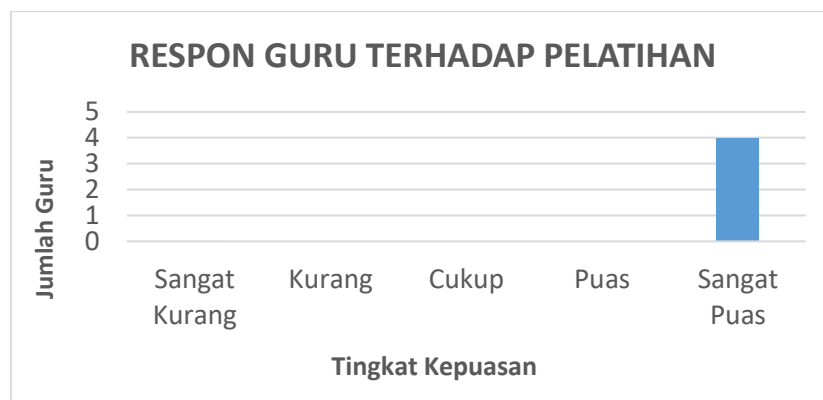 RESPON GURU TERHADAP PELATIHAN
Jumlah Guru
5
4
3
2
1
0
Sangat Kurang
Kurang
Cukup
Puas
Sangat Puas
Tingkat Kepuasan